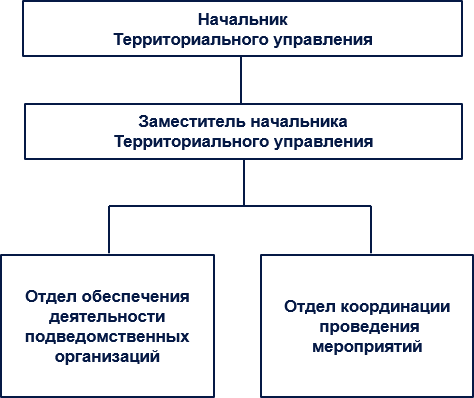 Начальник
Территориального управления
Заместитель начальника
Территориального управления
Отдел обеспечения
деятельности
подведомственных
организаций
Отдел координации
проведения
мероприятий